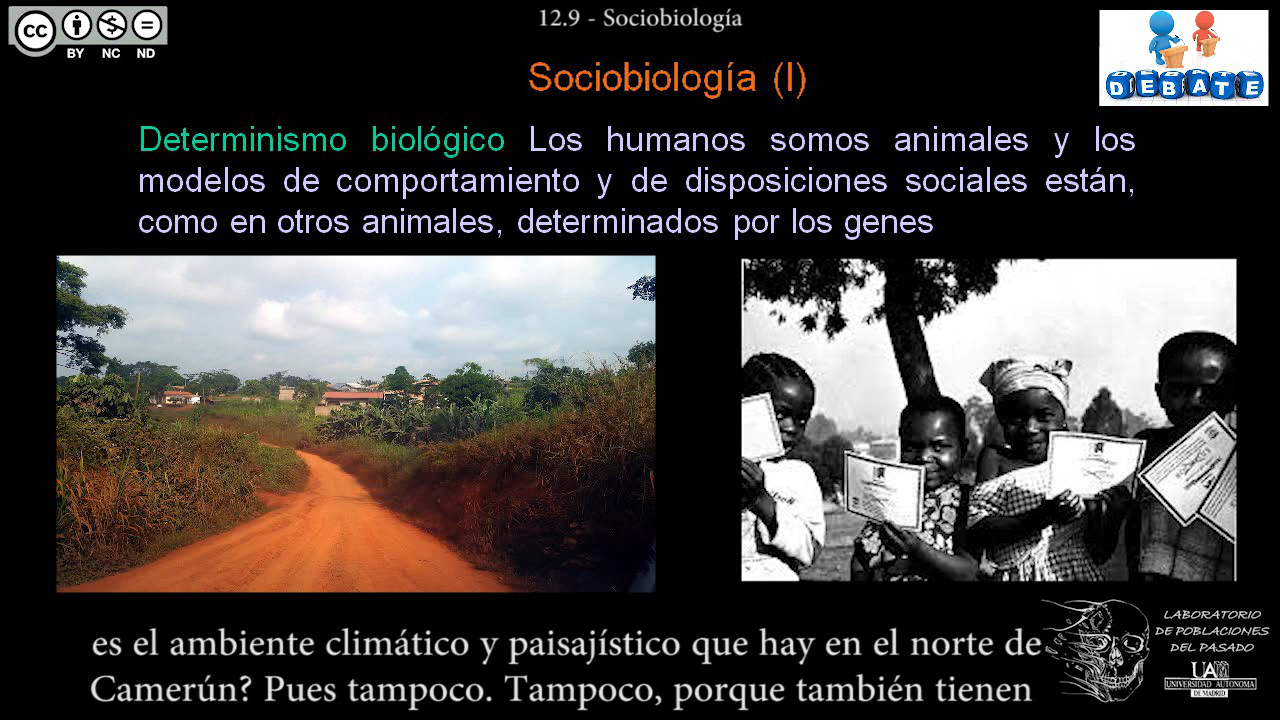 12.9 - Sociobiología
cc
BY NC ND
DEBATE
Sociobiología (I)
Determinismo biológico Los humanos somos animales y los
modelos de comportamiento y de disposiciones sociales están,
como en otros animales, determinados por los genes
es el ambiente climático y paisajístico que hay en el norte de
Camerún? Pues tampoco. Tampoco, porque también tienen
LABORATORIO
DE POBLACIONES
DEL PASADO
UAM
UNIVERSIDAD AUTONOMA
DE MADRID